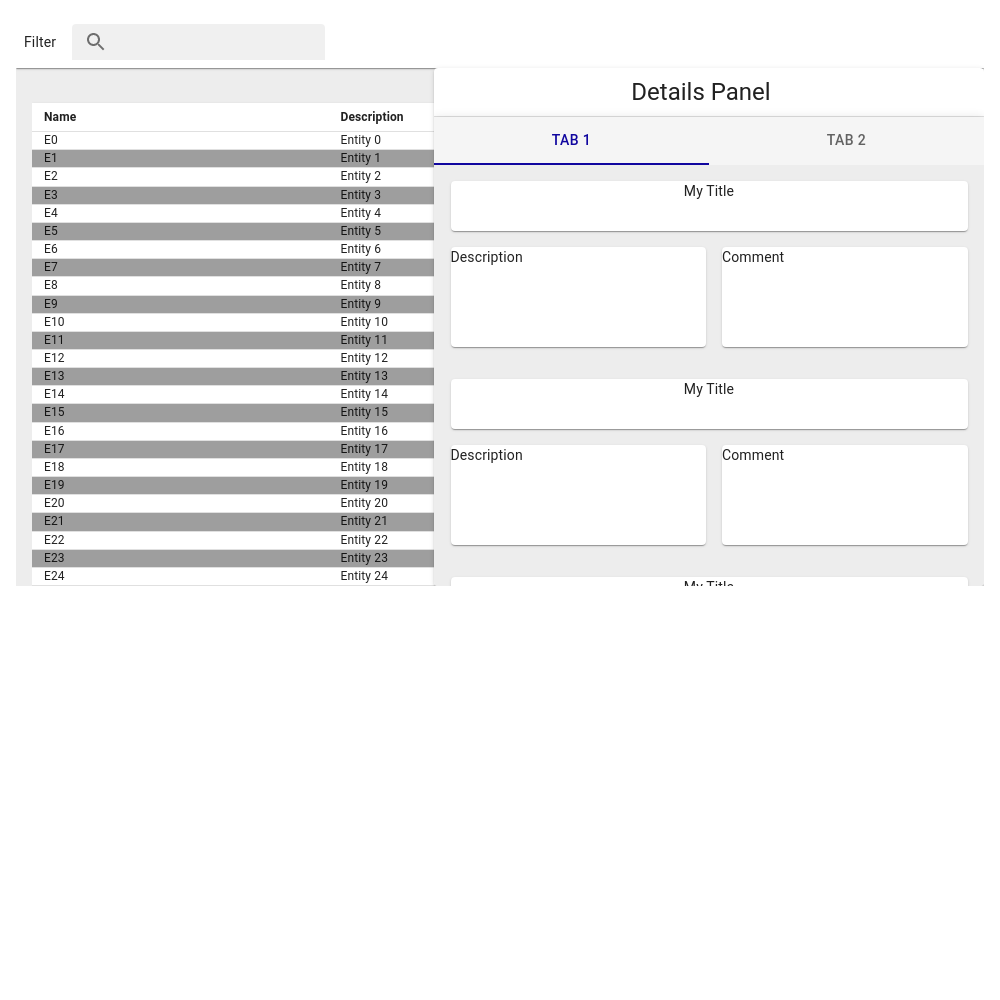 Filter
Name Description
E0 Entity 0
E1 Entity 1
E2 Entity 2
E3 Entity 3
E4 Entity 4
E5 Entity 5
E6 Entity 6
E7 Entity 7
E8 Entity 8
E9 Entity 9
E10 Entity 10
E11 Entity 11
E12 Entity 12
E13 Entity 13
E14 Entity 14
E15 Entity 15
E16 Entity 16
E17 Entity 17
E18 Entity 18
E19 Entity 19
E20 Entity 20
E21 Entity 21
E22 Entity 22
E23 Entity 23
E24 Entity 24
Details Panel
TAB 1 TAB 2
My Title
Description Comment
My Title
Description Comment
My Title